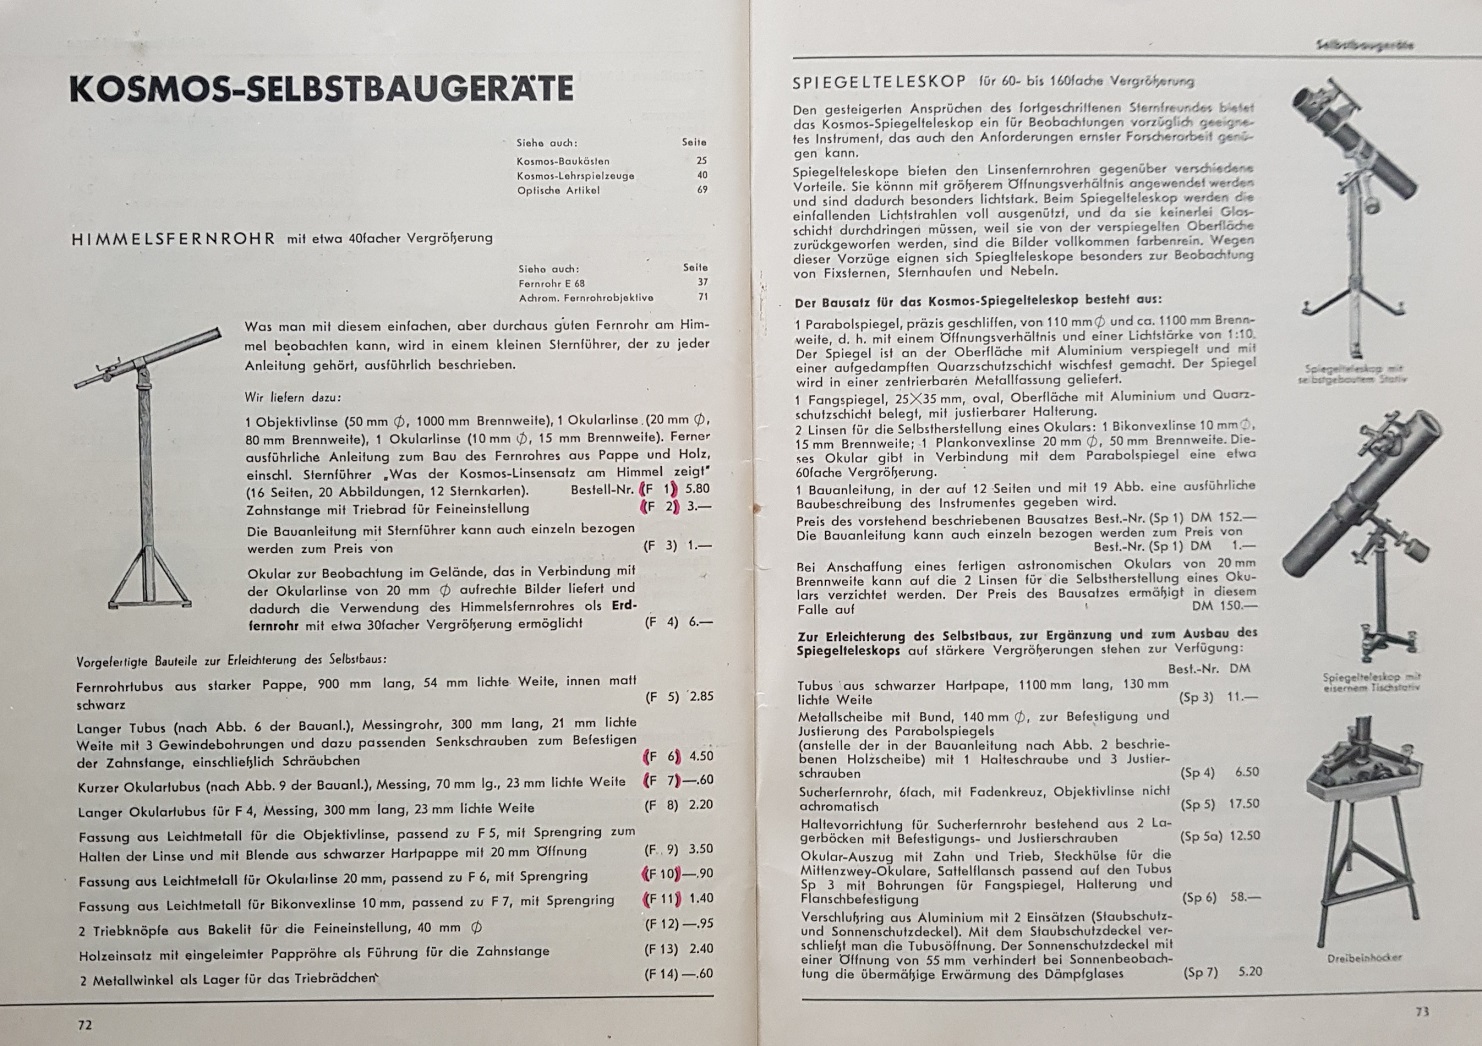 KOSMOS-SELBSTBAUGERÄTE
Siehe auch: Seite
Kosmos-Baukästen 25
Kosmos-Lehrspielzeuge 40
Optische Artikel 69
HIMMELSFERNROHR mit etwa 40facher Vergrößerung
Siehe auch: Seite
Fernrohr E 68 37
Achrom. Fernrohrobjektive 71
Was man mit diesem einfachen, aber durchaus guten Fernrohr am Him-
mel beobachten kann, wird in einem kleinen Sternführer, der zu jeder
Anleitung gehört, ausführlich beschrieben.
Wir liefern dazu:
1 Objektivlinse (50 mm ∅, 1000 mm Brennweite), 1 Okularlinse (20 mm ∅,
80 mm Brennweite), 1 Okularlinse (10 mm ∅, 15 mm Brennweite). Ferner
ausführliche Anleitung zum Bau des Fernrohres aus Pappe und Holz,
einschl. Sternführer „Was der Kosmos-Linsensatz am Himmel zeigt"
(16 Seiten, 20 Abbildungen, 12 Sternkarten). Bestell-Nr. (F 1) 5.80
Zahnstange mit Triebrad für Feineinstellung (F 2) 3.—
Die Bauanleitung mit Sternführer kann auch einzeln bezogen
werden zum Preis von (F 3) 1.—
Okular zur Beobachtung im Gelände, das in Verbindung mit
der Okularlinse von 20 mm ∅ aufrechte Bilder liefert und
dadurch die Verwendung des Himmelsfernrohres als Erd-
fernrohr mit etwa 30facher Vergrößerung ermöglicht (F 4) 6.—
Vorgefertigte Bauteile zur Erleichterung des Selbstbaus:
Fernrohrtubus aus starker Pappe, 900 mm lang, 54 mm lichte Weite, innen matt
schwarz (F 5) 2.85
Langer Tubus (nach Abb. 6 der Bauanl.), Messingrohr, 300 mm lang, 21 mm lichte
Weite mit 3 Gewindebohrungen und dazu passenden Senkschrauben zum Befestigen
der Zahnstange, einschließlich Schräubchen (F 6) 4.50
Kurzer Okulartubus (nach Abb. 9 der Bauanl.), Messing, 70 mm lg., 23 mm lichte Weite (F 7) —.60
Langer Okulartubus für F 4, Messing, 300 mm lang, 23 mm lichte Weite (F 8) 2.20
Fassung aus Leichtmetall für die Objektivlinse, passend zu F 5, mit Sprengring zum
Halten der Linse und mit Blende aus schwarzer Hartpappe mit 20 mm Öffnung (F. 9) 3.50
Fassung aus Leichtmetall für Okularlinse 20 mm, passend zu F 6, mit Sprengring (F 10) —.90
Fassung aus Leichtmetall für Bikonvexlinse 10 mm, passend zu F 7, mit Sprengring (F 11) 1.40
2 Triebknöpfe aus Bakelit für die Feineinstellung, 40 mm ∅ (F 12) —.95
Holzeinsatz mit eingeleimter Pappröhre als Führung für die Zahnstange (F 13) 2.40
2 Metallwinkel als Lager für das Triebrädchen (F 14) —.60
72
Selbstbaugeräte
SPIEGELTELESKOP für 60- bis 160fache Vergrößerung
Den gesteigerten Ansprüchen des fortgeschrittenen Sternfreundes bietet
das Kosmos-Spiegelteleskop ein für Beobachtungen vorzüglich geeigne-
tes Instrument, das auch den Anforderungen ernster Forscherarbeit genü-
gen kann.
Spiegelteleskope bieten den Linsenfernrohren gegenüber verschiedene
Vorteile. Sie könnn mit größerem Öffnungsverhältnis angewendet werden
und sind dadurch besonders lichtstark. Beim Spiegelteleskop werden die
einfallenden Lichtstrahlen voll ausgenützt, und da sie keinerlei Glas-
schicht durchdringen müssen, weil sie von der verspiegelten Oberfläche
zurückgeworfen werden, sind die Bilder vollkommen farbenrein. Wegen
dieser Vorzüge eignen sich Spieglteleskope besonders zur Beobachtung
von Fixsternen, Sternhaufen und Nebeln.
Der Bausatz für das Kosmos-Spiegelteleskop besteht aus:
1 Parabolspiegel, präzis geschliffen, von 110 mm ∅ und ca. 1100 mm Brenn-
weite, d. h. mit einem Öffnungsverhältnis und einer Lichtstärke von 1:10.
Der Spiegel ist an der Oberfläche mit Aluminium verspiegelt und mit
einer aufgedampften Quarzschutzschicht wischfest gemacht. Der Spiegel
wird in einer zentrierbaren Metallfassung geliefert.
1 Fangspiegel, 25×35 mm, oval, Oberfläche mit Aluminium und Quarz-
schutzschicht belegt, mit justierbarer Halterung.
2 Linsen für die Selbstherstellung eines Okulars: 1 Bikonvexlinse 10 mm ∅,
15 mm Brennweite; 1 Plankonvexlinse 20 mm ∅, 50 mm Brennweite. Die-
ses Okular gibt in Verbindung mit dem Parabolspiegel eine etwa
60fache Vergrößerung.
1 Bauanleitung, in der auf 12 Seiten und mit 19 Abb. eine ausführliche
Baubeschreibung des Instrumentes gegeben wird.
Preis des vorstehend beschriebenen Bausatzes Best.-Nr. (Sp 1) DM 152.—
Die Bauanleitung kann auch einzeln bezogen werden zum Preis von
Best.-Nr. (Sp 1) DM 1.—
Bei Anschaffung eines fertigen astronomischen Okulars von 20 mm
Brennweite kann auf die 2 Linsen für die Selbstherstellung eines Oku-
lars verzichtet werden. Der Preis des Bausatzes ermäßigt in diesem
Falle auf DM 150.—
Zur Erleichterung des Selbstbaus, zur Ergänzung und zum Ausbau des
Spiegelteleskops auf stärkere Vergrößerungen stehen zur Verfügung:
Best.-Nr. DM
Tubus aus schwarzer Hartpape, 1100 mm lang, 130 mm
lichte Weite (Sp 3) 11.—
Metallscheibe mit Bund, 140 mm ∅, zur Befestigung und
Justierung des Parabolspiegels
(anstelle der in der Bauanleitung nach Abb. 2 beschrie-
benen Holzscheibe) mit 1 Halteschraube und 3 Justier-
schrauben (Sp 4) 6.50
Sucherfernrohr, 6fach, mit Fadenkreuz, Objektivlinse nicht
achromatisch (Sp 5) 17.50
Haltevorrichtung für Sucherfernrohr bestehend aus 2 La-
gerböcken mit Befestigungs- und Justierschrauben (Sp 5a) 12.50
Okular-Auszug mit Zahn und Trieb, Steckhülse für die
Mittenzwey-Okulare, Sattelflansch passend auf den Tubus
Sp 3 mit Bohrungen für Fangspiegel, Halterung und
Flanschbefestigung (Sp 6) 58.—
Verschlußring aus Aluminium mit 2 Einsätzen (Staubschutz-
und Sonnenschutzdeckel). Mit dem Staubschutzdeckel ver-
schließt man die Tubusöffnung. Der Sonnenschutzdeckel mit
einer Öffnung von 55 mm verhindert bei Sonnenbeobach-
tung die übermäßige Erwärmung des Dämpfglases (Sp 7) 5.20
Spiegelteleskop mit
selbstgebautem Stativ
Spiegelteleskop mit
eisernem Tischstativ
Dreibeinhocker
73